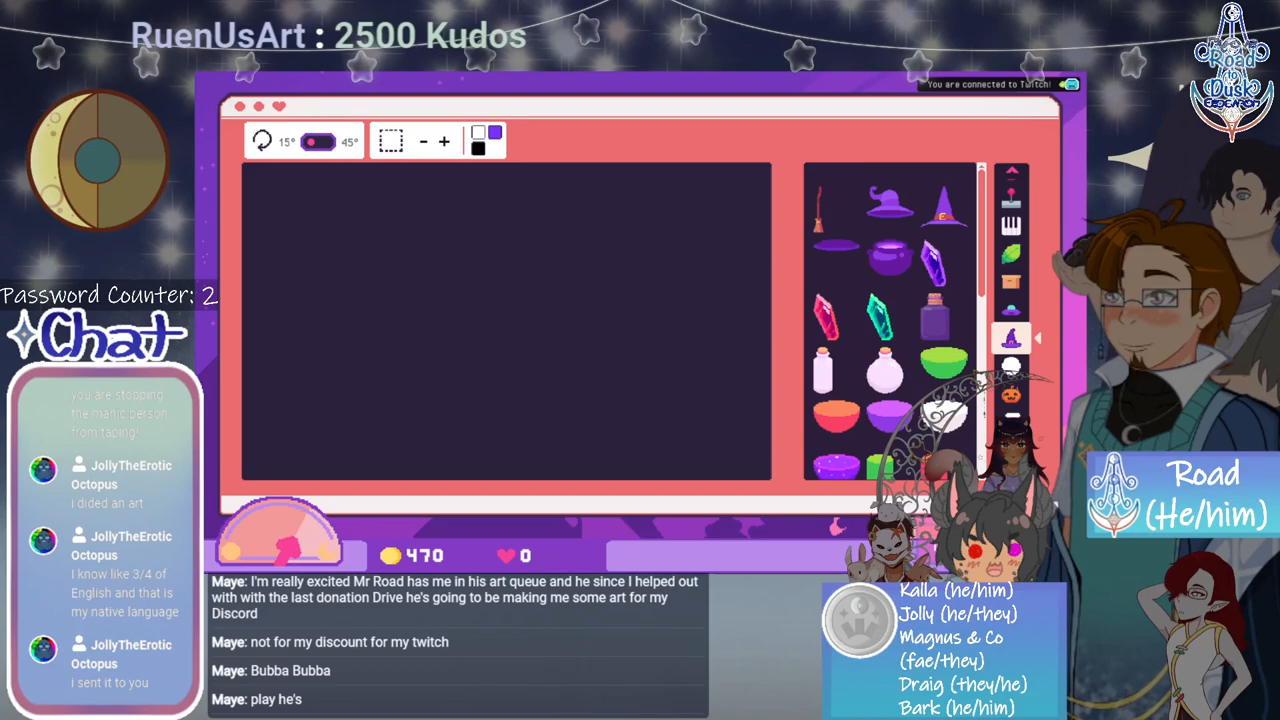 RuenUsArt : 2500 Kudos
You are connected to Twitch!
Road
to
Dusk
15° 45°
Password Counter: 2
Chat
you are stopping
the manic person
from taping!
JollyTheErotic
Octopus
i dided an art
JollyTheErotic
Octopus
I know like 3/4 of
English and that is
my native language
JollyTheErotic
Octopus
i sent it to you
470
0
Maye: I'm really excited Mr Road has me in his art queue and he since I helped out
with with the last donation Drive he's going to be making me some art for my
Discord
Maye: not for my discount for my twitch
Maye: Bubba Bubba
Maye: play he's
Road
(He/him)
Kalla (he/him)
Jolly (he/they)
Magnus & Co
(fae/they)
Draig (they/he)
Bark (he/him)